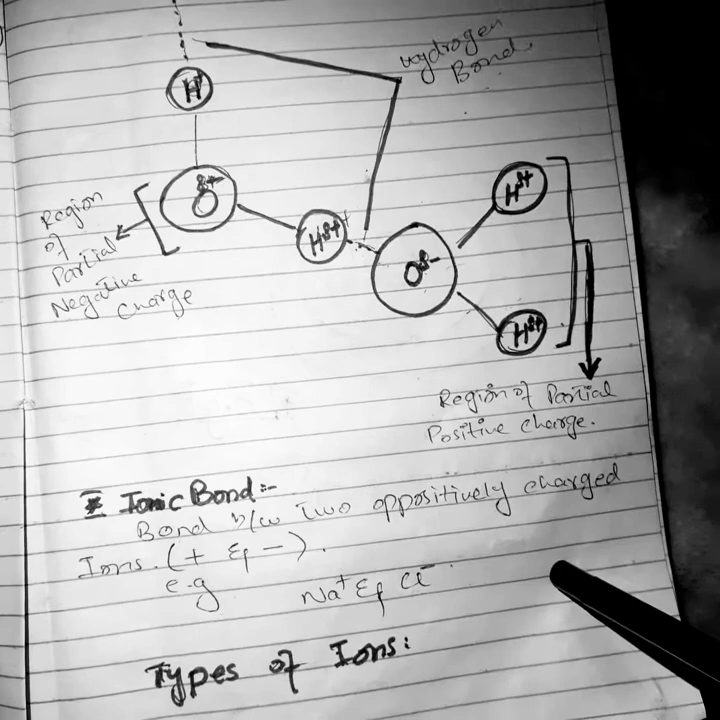 Hydrogen
Bond.
H
O
Region
of
Partial
Negative
Charge
Hδ+
Oδ-
Hδ+
Hδ+
Region of Partial
Positive charge.
Ionic Bond:-
Bond b/w Two oppositively charged
Ions. (+ & -).
e.g
Na+ & Cl-
Types of Ions: